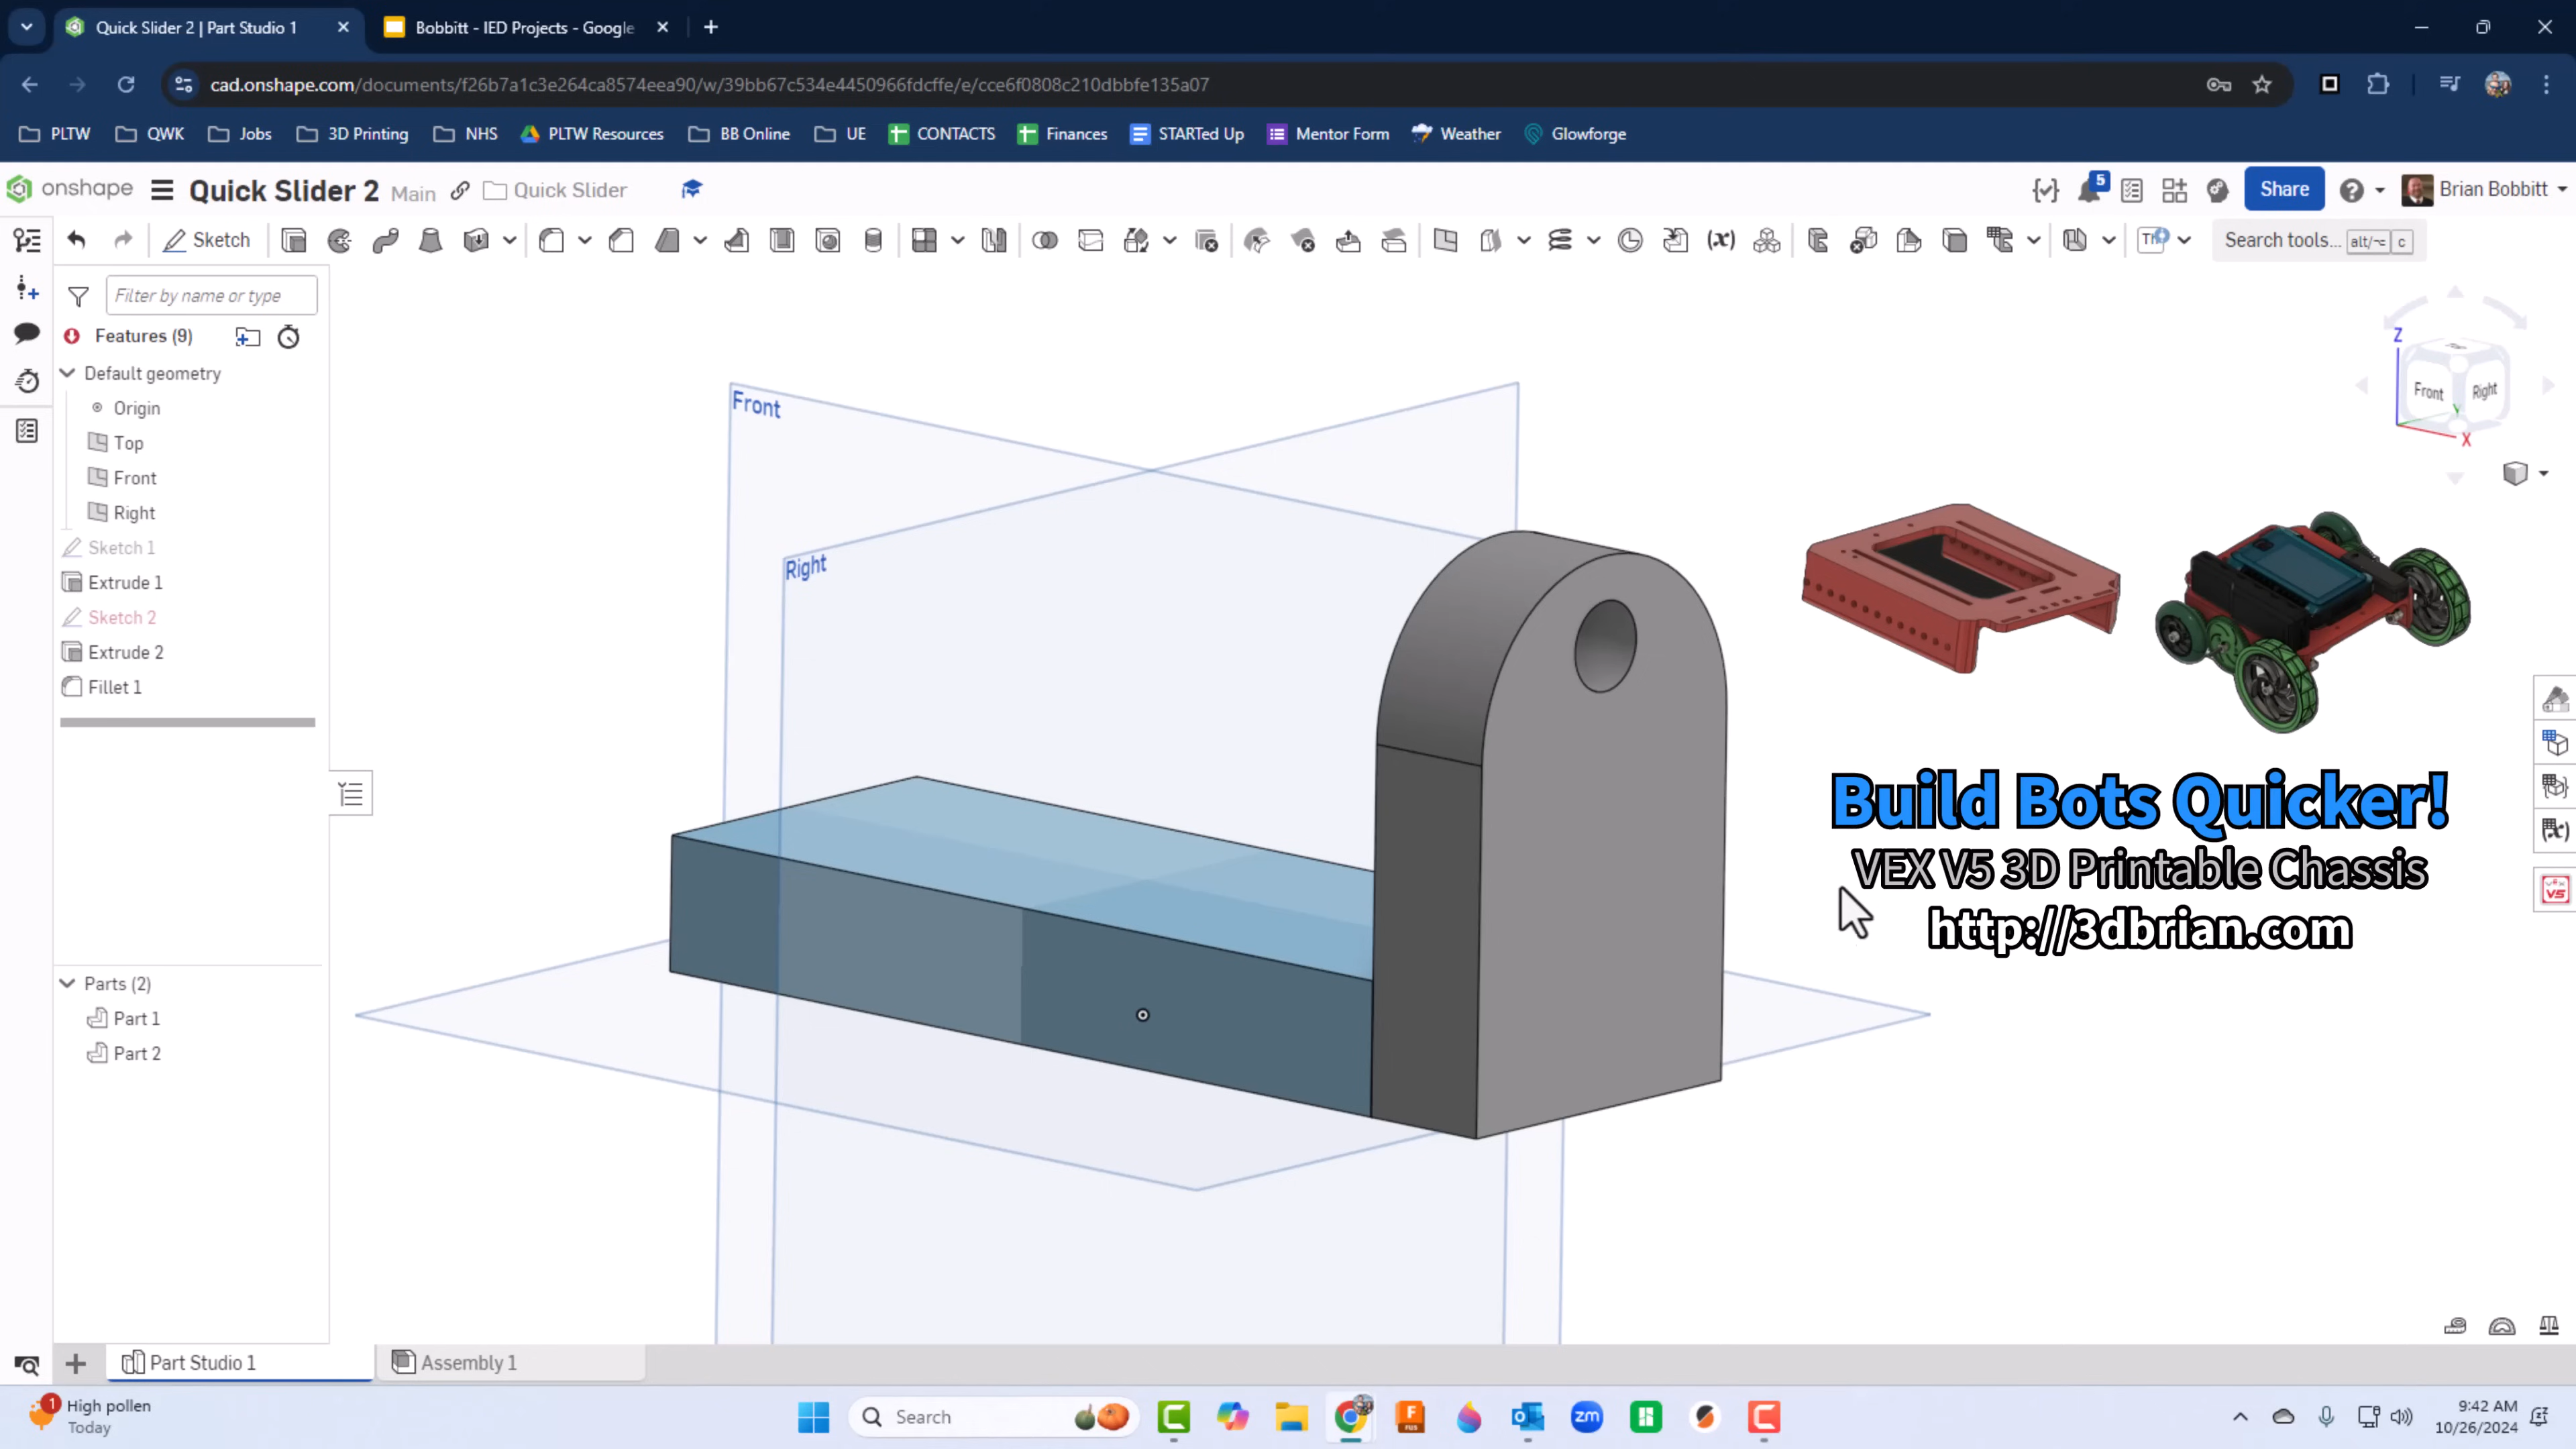 Quick Slider 2 | Part Studio 1
Bobbitt - IED Projects - Google
cad.onshape.com/documents/f26b7a1c3e264ca8574eea90/w/39bb67c534e4450966fdcffe/e/cce6f0808c210dbbfe135a07
PLTW QWK Jobs 3D Printing NHS PLTW Resources BB Online UE CONTACTS Finances STARTed Up Mentor Form Weather Glowforge
onshape Quick Slider 2 Main Quick Slider 5 Share Brian Bobbitt
Sketch Search tools... alt/⌥ c
Filter by name or type
Features (9)
Default geometry
Origin
Top
Front
Right
Sketch 1
Extrude 1
Sketch 2
Extrude 2
Fillet 1
Parts (2)
Part 1
Part 2
Front
Right
Z
Front Right
X
Build Bots Quicker!
VEX V5 3D Printable Chassis
http://3dbrian.com
V5
Part Studio 1
Assembly 1
1
High pollen
Today
Search
zm
9:42 AM
10/26/2024